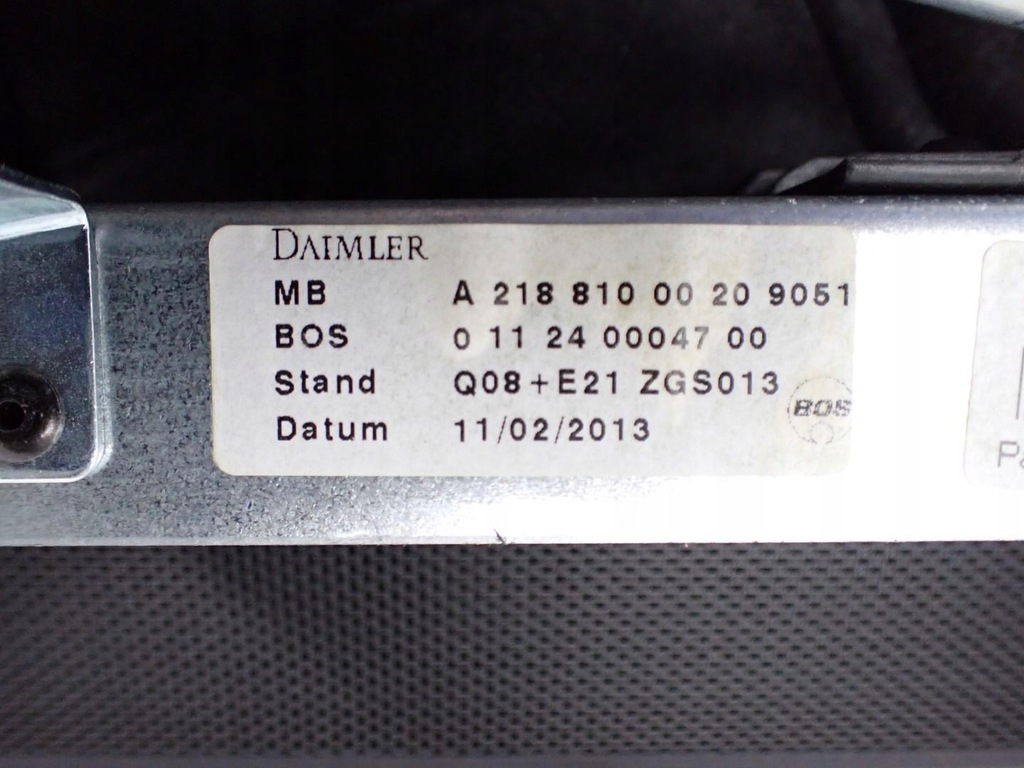 DAIMLER
MB A 218 810 00 20 9051
BOS 0 11 24 00047 00
Stand Q08+E21 ZGS013
BOS
Datum 11/02/2013